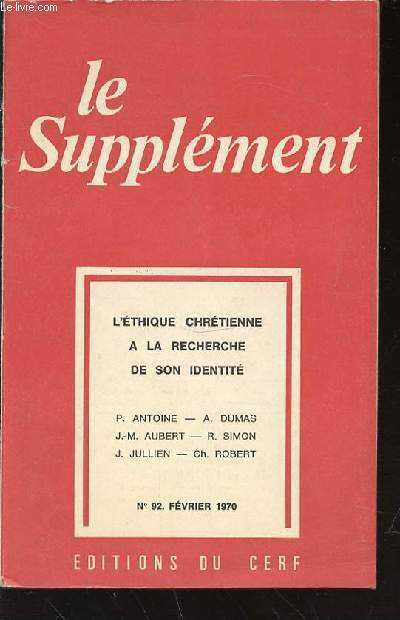 Le-livre.com
le
Supplément
L'ÉTHIQUE CHRÉTIENNE
A LA RECHERCHE
DE SON IDENTITÉ
P. ANTOINE — A. DUMAS
J.-M. AUBERT — R. SIMON
J. JULLIEN — Ch. ROBERT
N° 92. FÉVRIER 1970
EDITIONS DU CERF